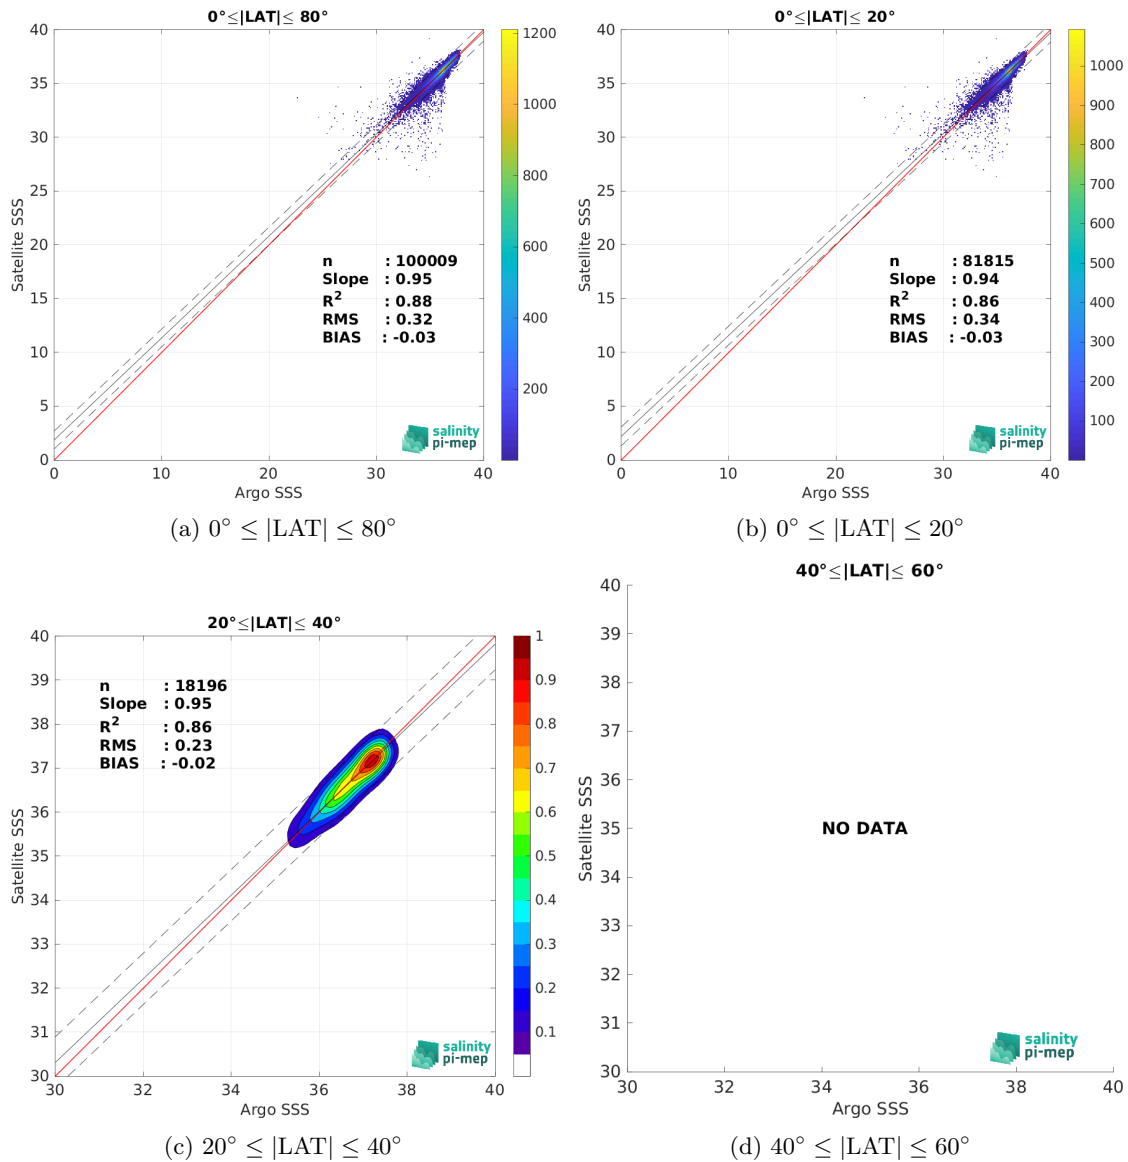 0°≤|LAT|≤ 80°
40
35
30
25
20
15
10
5
0
Satellite SSS
n : 100009
Slope : 0.95
R² : 0.88
RMS : 0.32
BIAS : -0.03
salinity
pi-mep
0 10 20 30 40
Argo SSS
1200
1000
800
600
400
200
(a) 0° ≤ |LAT| ≤ 80°
0°≤|LAT|≤ 20°
40
35
30
25
20
15
10
5
0
Satellite SSS
n : 81815
Slope : 0.94
R² : 0.86
RMS : 0.34
BIAS : -0.03
salinity
pi-mep
0 10 20 30 40
Argo SSS
1000
900
800
700
600
500
400
300
200
100
(b) 0° ≤ |LAT| ≤ 20°
20°≤|LAT|≤ 40°
40
39
38
37
36
35
34
33
32
31
30
Satellite SSS
n : 18196
Slope : 0.95
R² : 0.86
RMS : 0.23
BIAS : -0.02
salinity
pi-mep
30 32 34 36 38 40
Argo SSS
1
0.9
0.8
0.7
0.6
0.5
0.4
0.3
0.2
0.1
(c) 20° ≤ |LAT| ≤ 40°
40°≤|LAT|≤ 60°
40
39
38
37
36
35
34
33
32
31
30
Satellite SSS
NO DATA
salinity
pi-mep
30 32 34 36 38 40
Argo SSS
(d) 40° ≤ |LAT| ≤ 60°